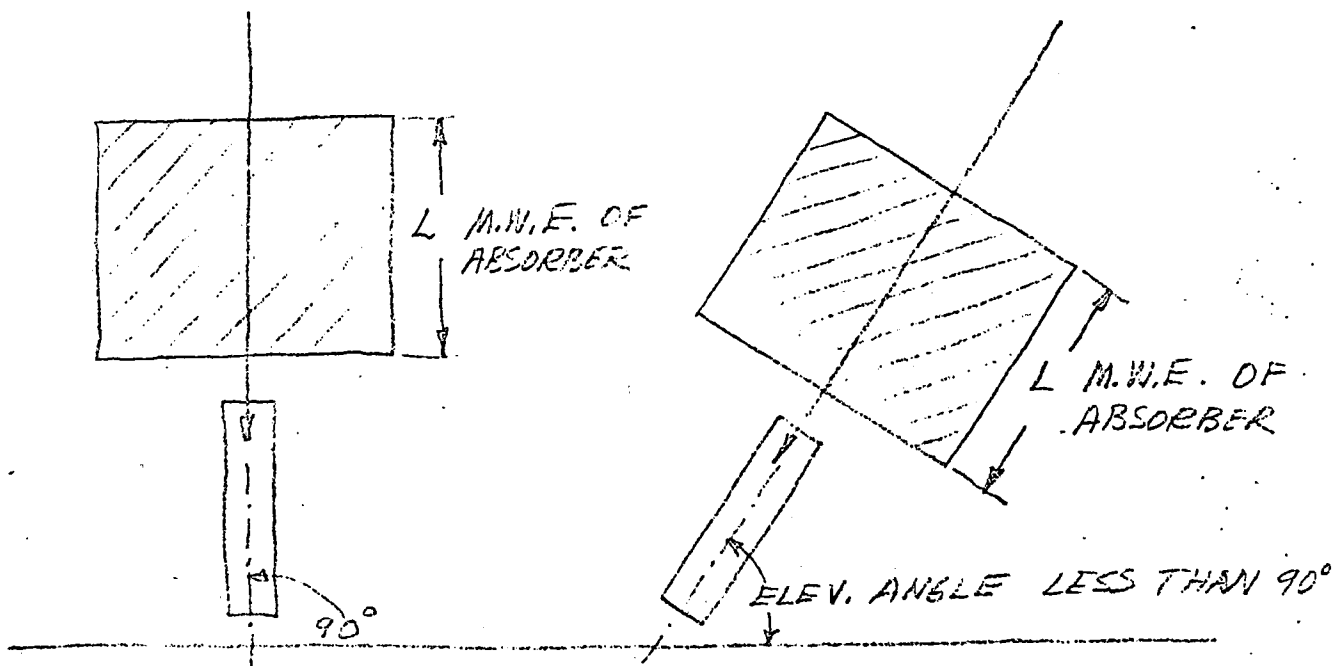 L M.W.E. OF
ABSORBER
L M.W.E. OF
ABSORBER
90°
ELEV. ANGLE LESS THAN 90°